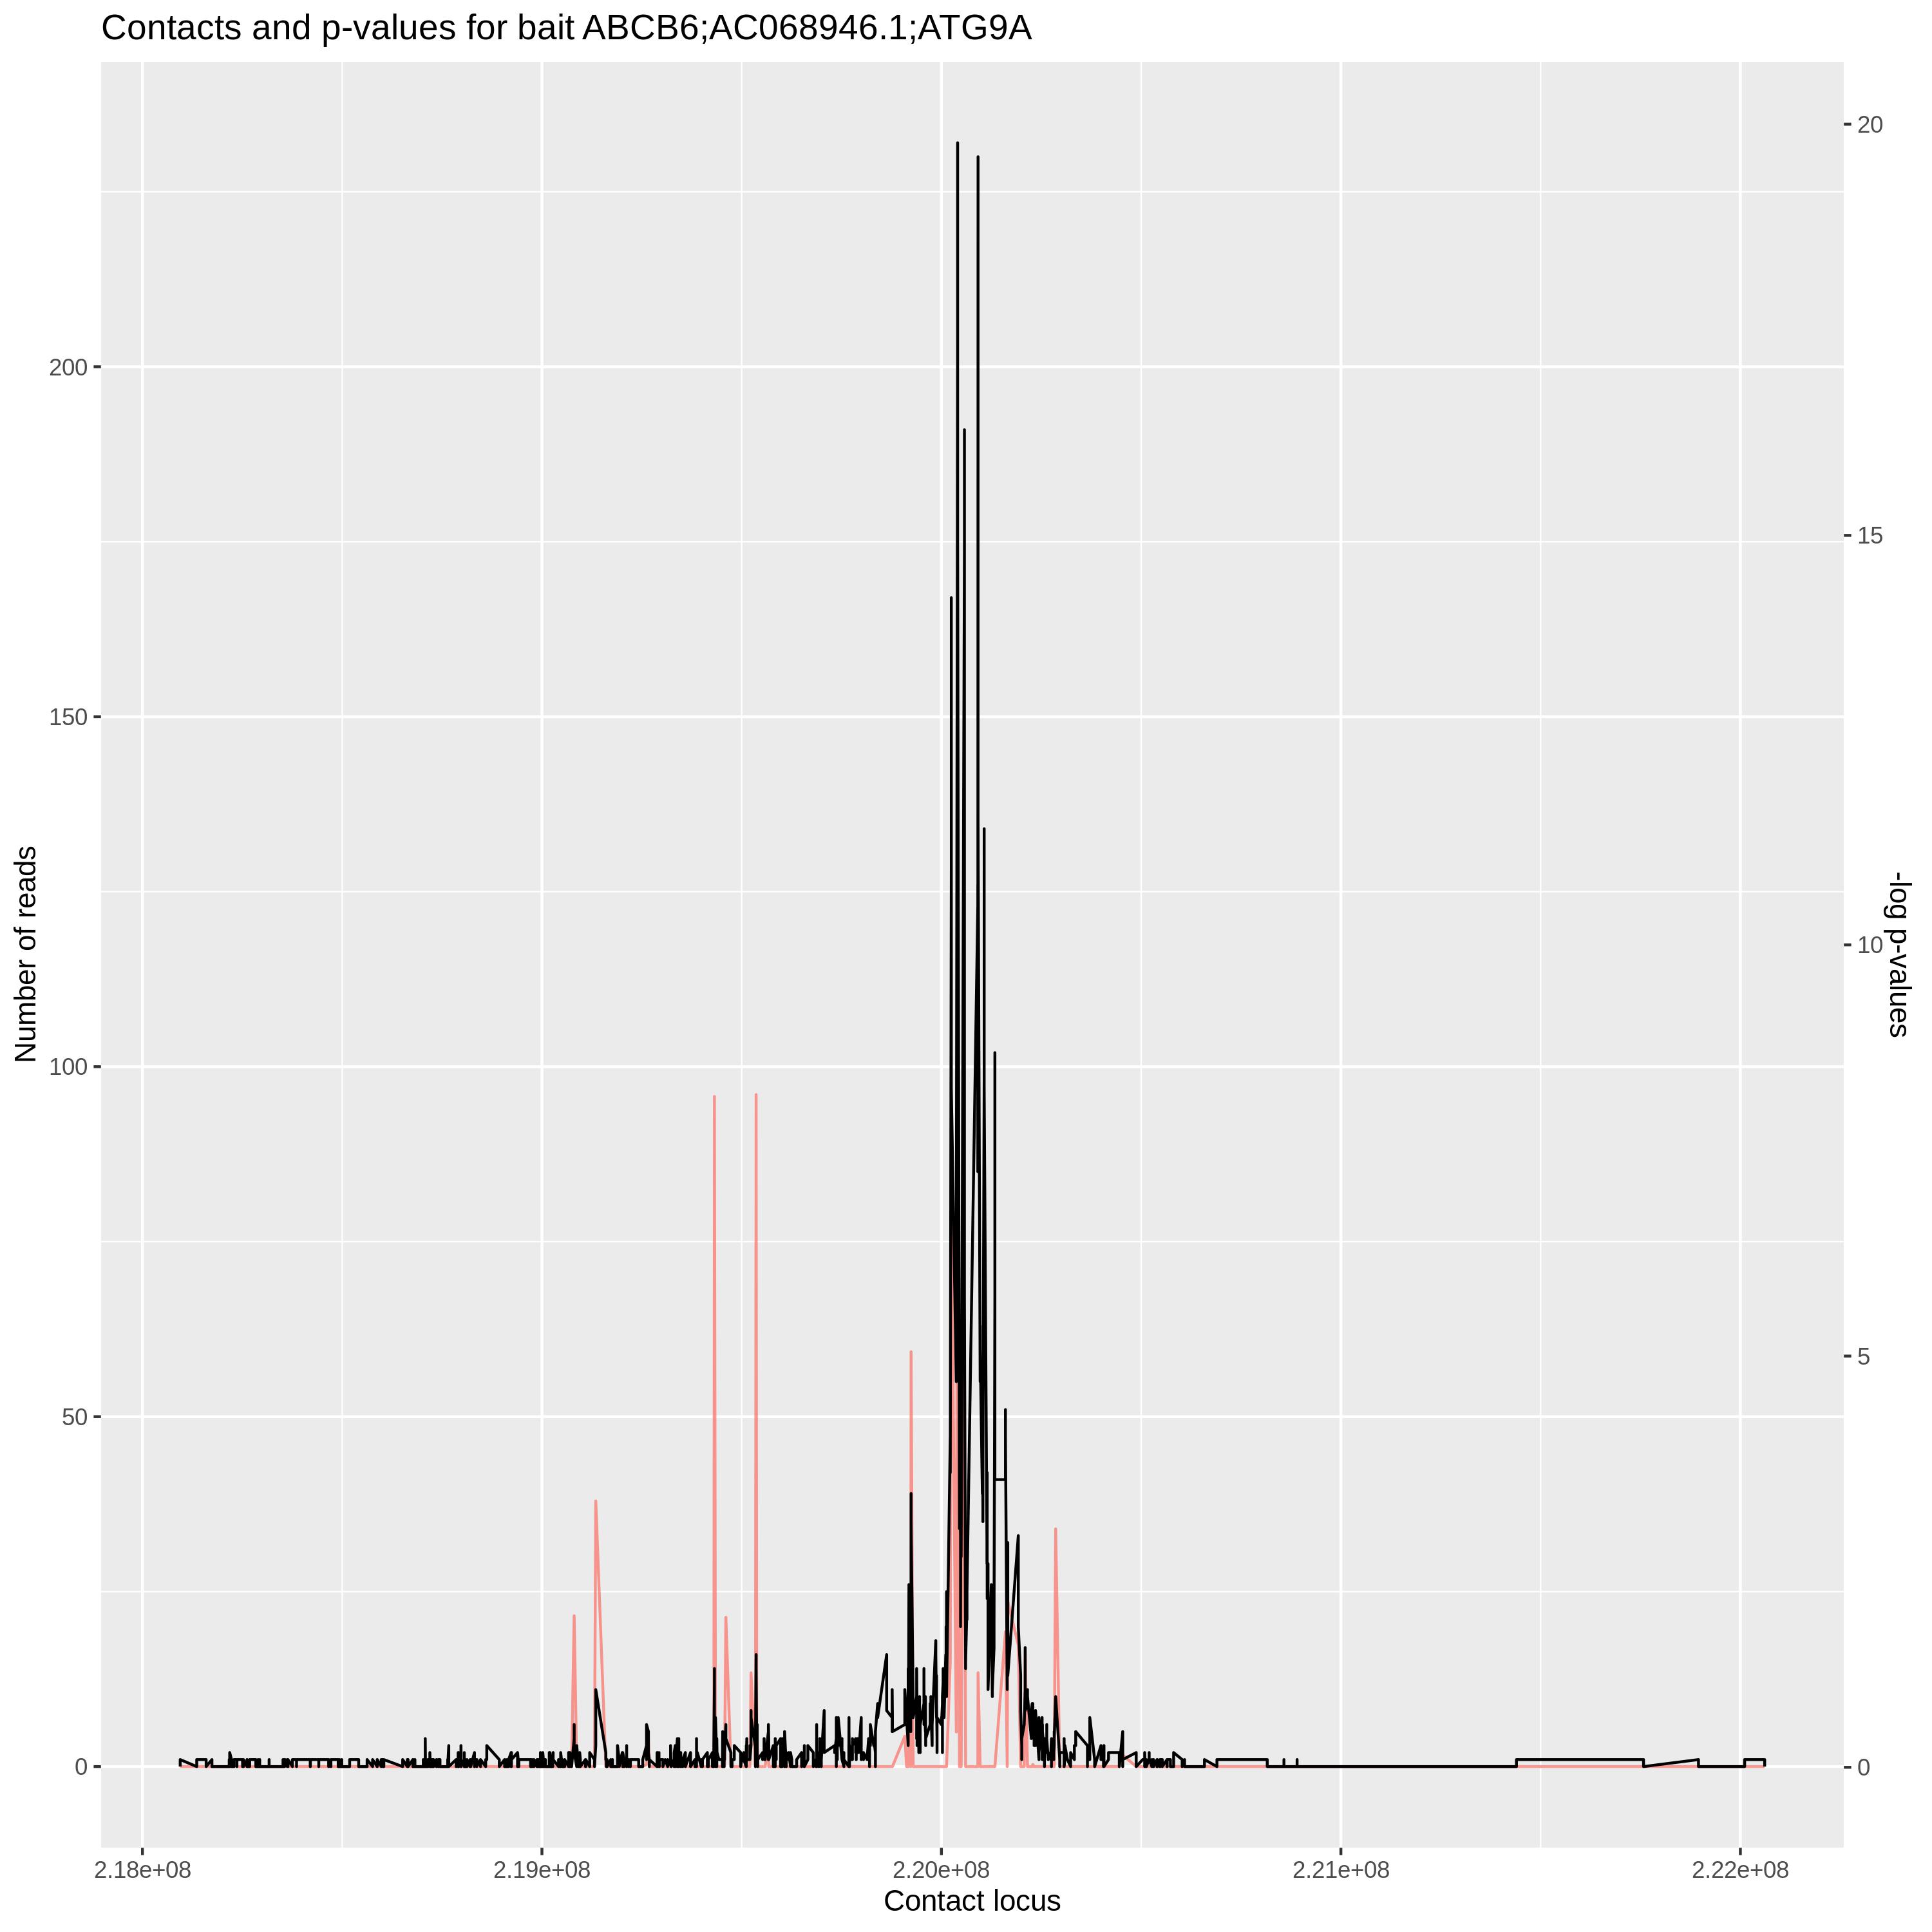 Contacts and p-values for bait ABCB6;AC068946.1;ATG9A
200
150
100
50
0
Number of reads
20
15
10
5
0
-log p-values
2.18e+08
2.19e+08
2.20e+08
2.21e+08
2.22e+08
Contact locus